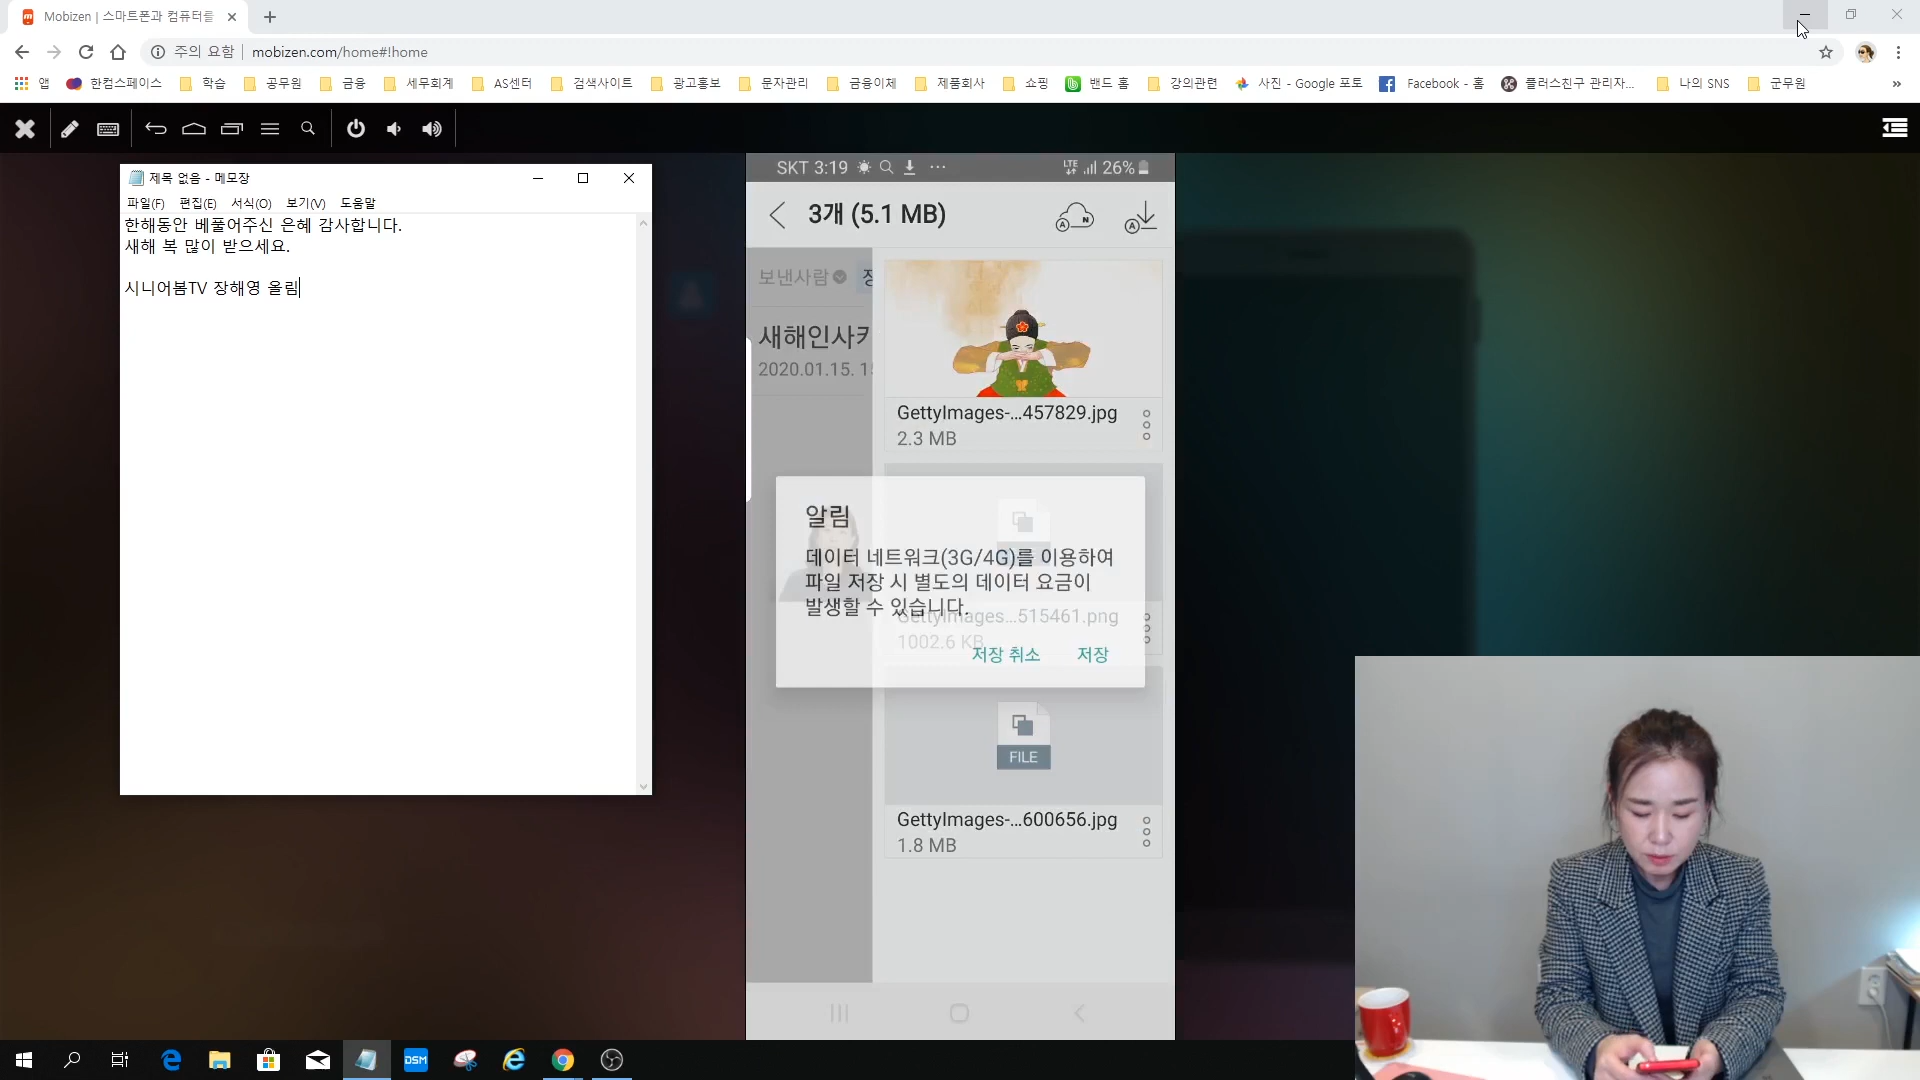 Mobizen | 스마트폰과 컴퓨터를
주의 요함 mobizen.com/home#!home
앱 한컴스페이스 학습 공무원 금융 세무회계 AS센터 검색사이트 광고홍보 문자관리 금융이체 제품회사 쇼핑 밴드 홈 강의관련 사진 - Google 포토 Facebook - 홈 플러스친구 관리자... 나의 SNS 군무원 »
제목 없음 - 메모장
파일(F) 편집(E) 서식(O) 보기(V) 도움말
한해동안 베풀어주신 은혜 감사합니다.
새해 복 많이 받으세요.
시니어봄TV 장해영 올림
SKT 3:19 ... LTE 26%
3개 (5.1 MB)
보낸사람
새해인사카
2020.01.15. 15
GettyImages-...457829.jpg
2.3 MB
알림
데이터 네트워크(3G/4G)를 이용하여
파일 저장 시 별도의 데이터 요금이
발생할 수 있습니다.
GettyImages...515461.png
1002.6 KB
저장 취소 저장
FILE
GettyImages-...600656.jpg
1.8 MB
DSM